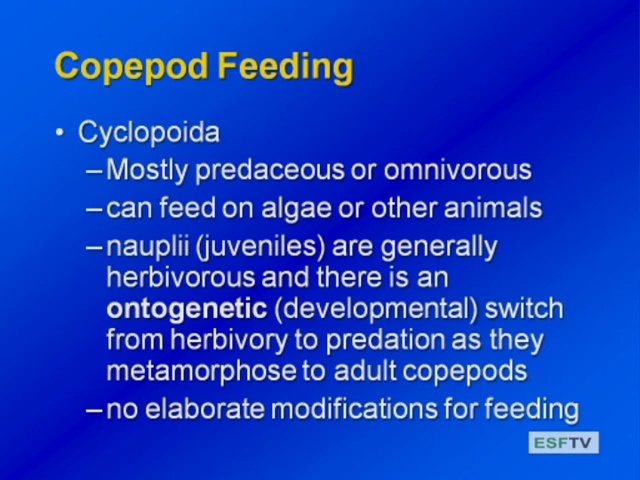 Copepod Feeding
• Cyclopoida
–Mostly predaceous or omnivorous
–can feed on algae or other animals
–nauplii (juveniles) are generally
herbivorous and there is an
ontogenetic (developmental) switch
from herbivory to predation as they
metamorphose to adult copepods
–no elaborate modifications for feeding
ESFTV